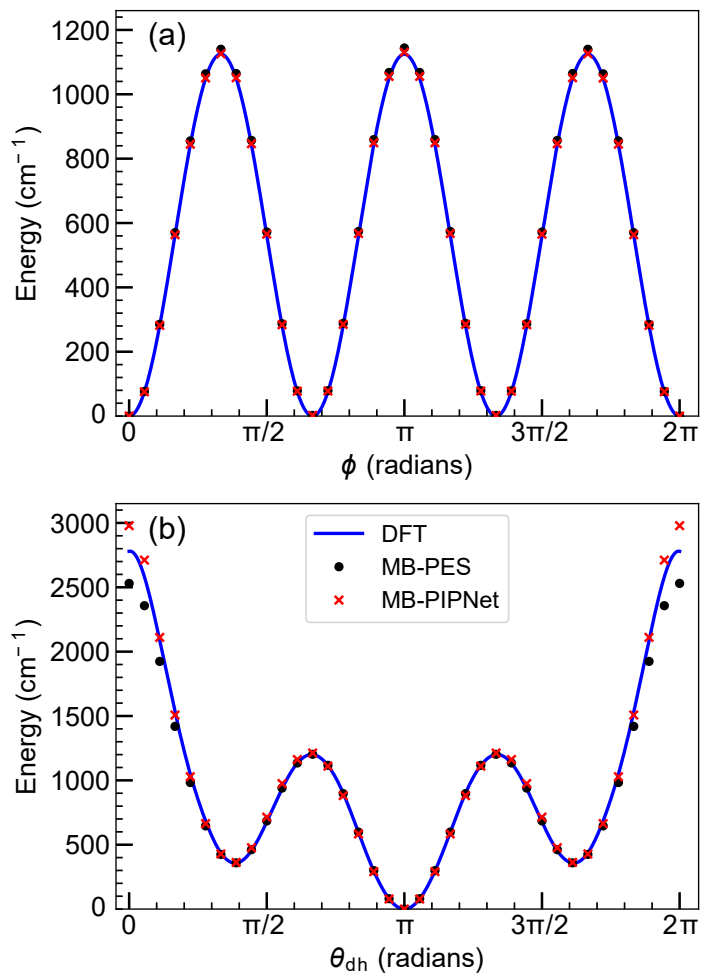 (a)
1200
1000
800
600
400
200
0
Energy (cm⁻¹)
0 π/2 π 3π/2 2π
ϕ (radians)
(b)
DFT
MB-PES
MB-PIPNet
3000
2500
2000
1500
1000
500
0
Energy (cm⁻¹)
0 π/2 π 3π/2 2π
θdh (radians)